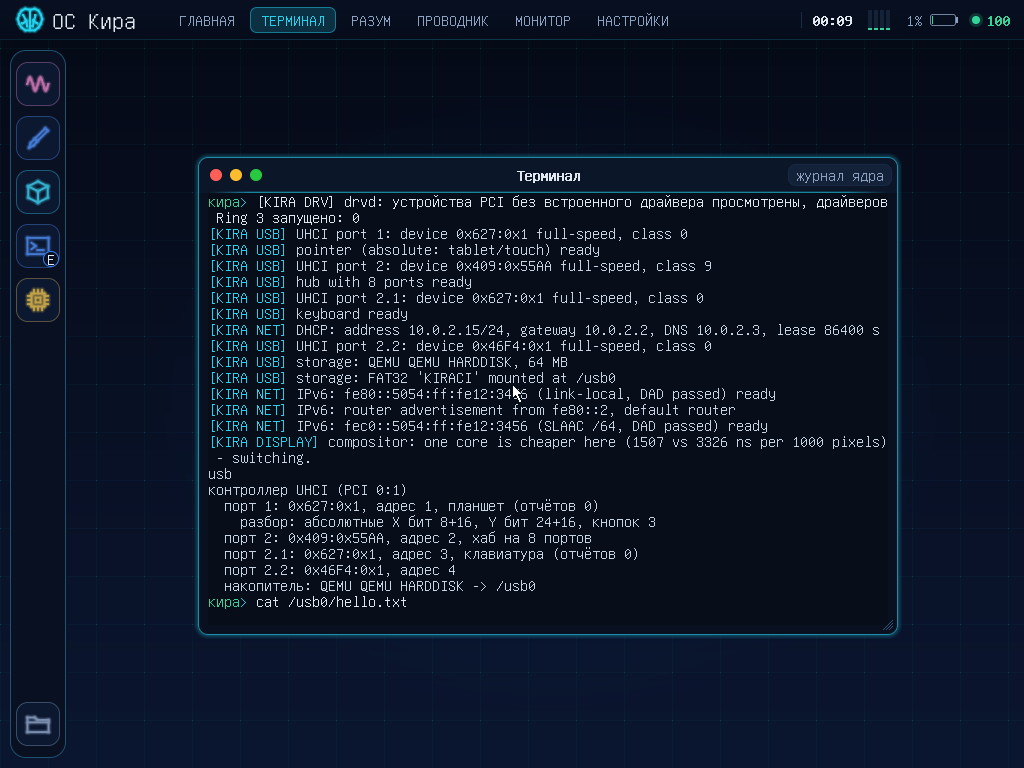 ОС Кира
ГЛАВНАЯ ТЕРМИНАЛ РАЗУМ ПРОВОДНИК МОНИТОР НАСТРОЙКИ
00:09 1% 100
E
Терминал
журнал ядра
кира> [KIRA DRV] drvd: устройства PCI без встроенного драйвера просмотрены, драйверов
Ring 3 запущено: 0
[KIRA USB] UHCI port 1: device 0x627:0x1 full-speed, class 0
[KIRA USB] pointer (absolute: tablet/touch) ready
[KIRA USB] UHCI port 2: device 0x409:0x55AA full-speed, class 9
[KIRA USB] hub with 8 ports ready
[KIRA USB] UHCI port 2.1: device 0x627:0x1 full-speed, class 0
[KIRA USB] keyboard ready
[KIRA NET] DHCP: address 10.0.2.15/24, gateway 10.0.2.2, DNS 10.0.2.3, lease 86400 s
[KIRA USB] UHCI port 2.2: device 0x46F4:0x1 full-speed, class 0
[KIRA USB] storage: QEMU QEMU HARDDISK, 64 MB
[KIRA USB] storage: FAT32 'KIRACI' mounted at /usb0
[KIRA NET] IPv6: fe80::5054:ff:fe12:3456 (link-local, DAD passed) ready
[KIRA NET] IPv6: router advertisement from fe80::2, default router
[KIRA NET] IPv6: fec0::5054:ff:fe12:3456 (SLAAC /64, DAD passed) ready
[KIRA DISPLAY] compositor: one core is cheaper here (1507 vs 3326 ns per 1000 pixels)
- switching.
usb
контроллер UHCI (PCI 0:1)
порт 1: 0x627:0x1, адрес 1, планшет (отчётов 0)
разбор: абсолютные X бит 8+16, Y бит 24+16, кнопок 3
порт 2: 0x409:0x55AA, адрес 2, хаб на 8 портов
порт 2.1: 0x627:0x1, адрес 3, клавиатура (отчётов 0)
порт 2.2: 0x46F4:0x1, адрес 4
накопитель: QEMU QEMU HARDDISK -> /usb0
кира> cat /usb0/hello.txt